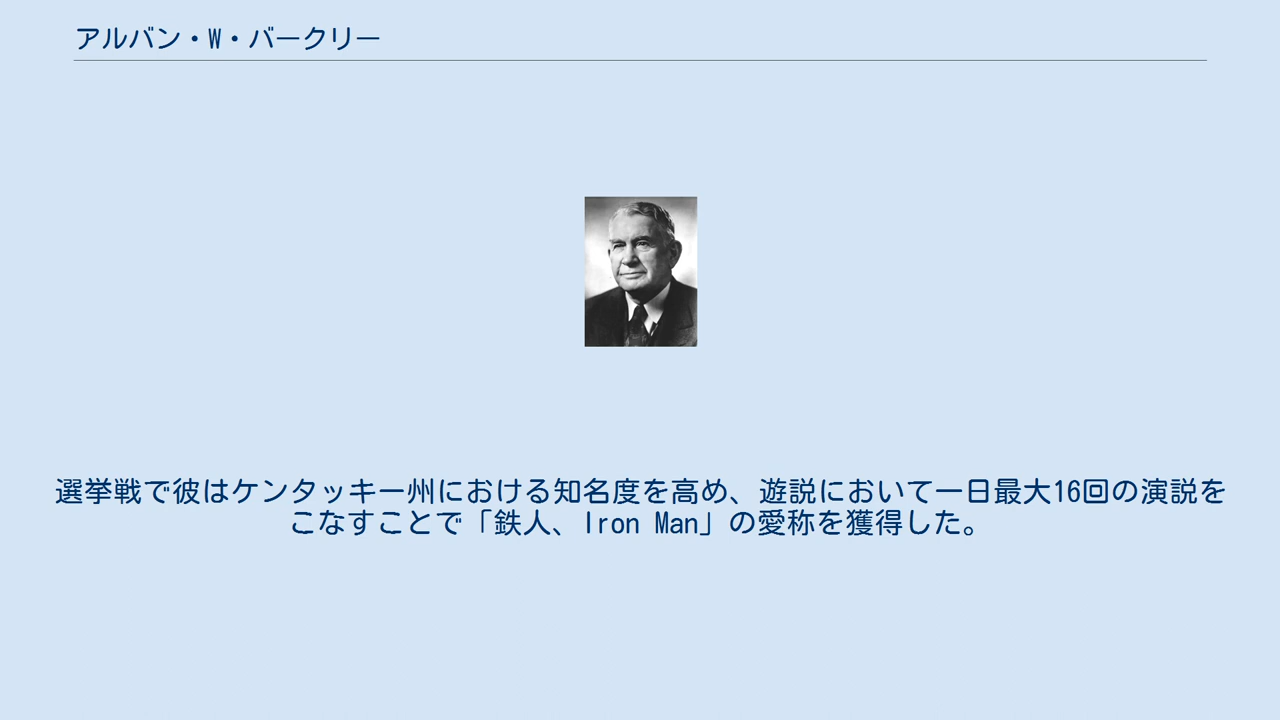 アルバン・W・バークリー
選挙戦で彼はケンタッキー州における知名度を高め、遊説において一日最大16回の演説を
こなすことで「鉄人、Iron Man」の愛称を獲得した。